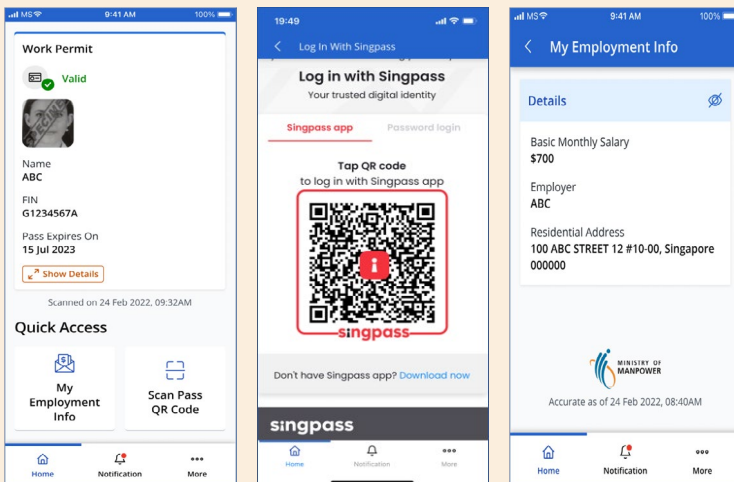 MS
9:41 AM
100%
Work Permit
Valid
SPECIMEN
Name
ABC
FIN
G1234567A
Pass Expires On
15 Jul 2023
Show Details
Scanned on 24 Feb 2022, 09:32AM
Quick Access
My
Employment
Info
Scan Pass
QR Code
Home
Notification
More
19:49
Log In With Singpass
Log in with Singpass
Your trusted digital identity
Singpass app
Password login
Tap QR code
to log in with Singpass app
singpass
Don't have Singpass app? Download now
singpass
Home
Notification
More
MS
9:41 AM
100%
My Employment Info
Details
Basic Monthly Salary
$700
Employer
ABC
Residential Address
100 ABC STREET 12 #10-00, Singapore
000000
MINISTRY OF
MANPOWER
Accurate as of 24 Feb 2022, 08:40AM
Home
Notification
More